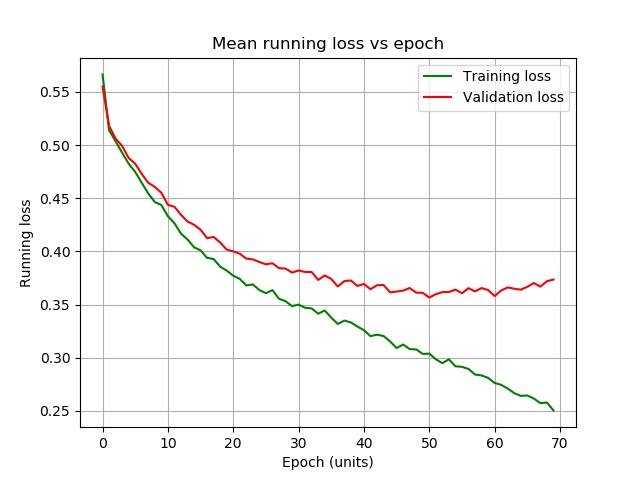 Mean running loss vs epoch
Training loss
Validation loss
0.55
0.50
0.45
0.40
0.35
0.30
0.25
Running loss
0 10 20 30 40 50 60 70
Epoch (units)